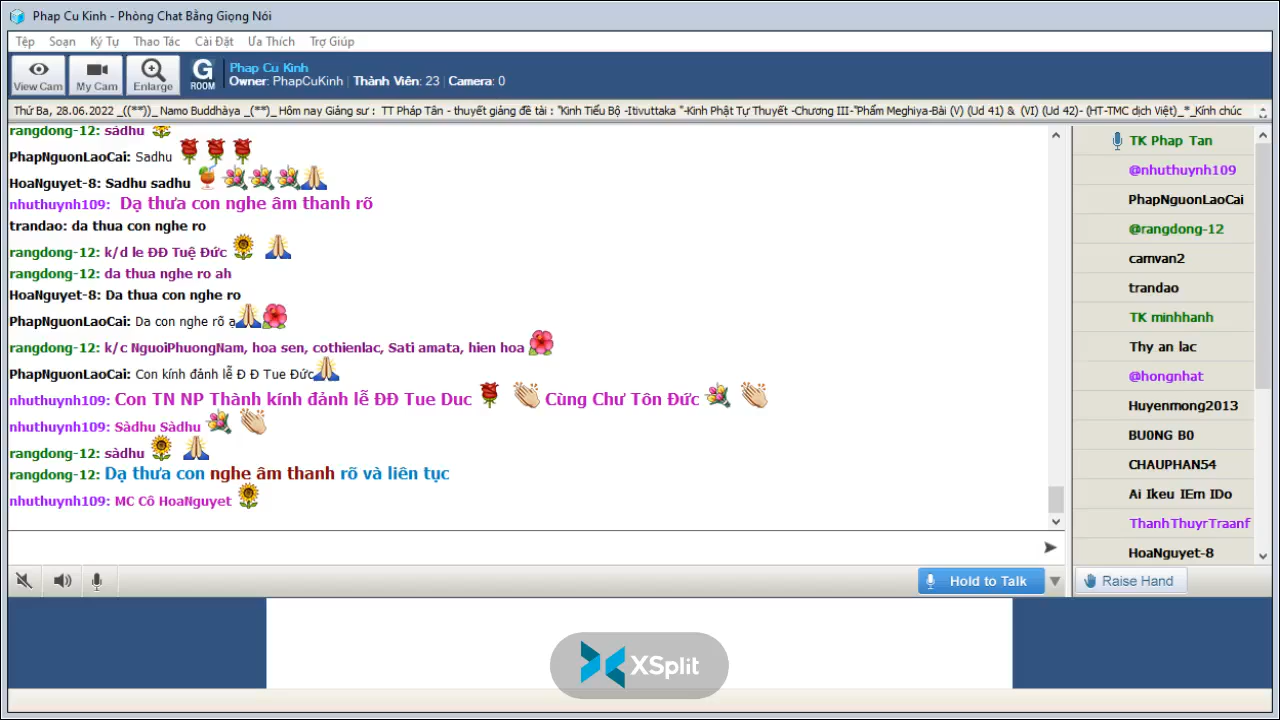 Phap Cu Kinh - Phòng Chat Bằng Giọng Nói
Tệp Soạn Ký Tự Thao Tác Cài Đặt Ưa Thích Trợ Giúp
View Cam My Cam Enlarge G ROOM
Phap Cu Kinh
Owner: PhapCuKinh | Thành Viên: 23 | Camera: 0
Thứ Ba, 28.06.2022 _((**))_ Namo Buddhàya _(**)_ Hôm nay Giảng sư : TT Pháp Tân - thuyết giảng đề tài : "Kinh Tiểu Bộ -Itivuttaka "-Kinh Phật Tự Thuyết -Chương III-"Phẩm Meghiya-Bài (V) (Ud 41) & (VI) (Ud 42)- (HT-TMC dịch Việt)_*_Kính chúc
rangdong-12: sàdhu
PhapNguonLaoCai: Sadhu
HoaNguyet-8: Sadhu sadhu
nhuthuynh109: Dạ thưa con nghe âm thanh rõ
trandao: da thua con nghe ro
rangdong-12: k/d le ĐĐ Tuệ Đức
rangdong-12: da thua nghe ro ah
HoaNguyet-8: Da thua con nghe ro
PhapNguonLaoCai: Da con nghe rõ ạ
rangdong-12: k/c NguoiPhuongNam, hoa sen, cothienlac, Sati amata, hien hoa
PhapNguonLaoCai: Con kính đảnh lễ Đ Đ Tue Đức
nhuthuynh109: Con TN NP Thành kính đảnh lễ ĐĐ Tue Duc Cùng Chư Tôn Đức
nhuthuynh109: Sàdhu Sàdhu
rangdong-12: sàdhu
rangdong-12: Dạ thưa con nghe âm thanh rõ và liên tục
nhuthuynh109: MC Cô HoaNguyet
TK Phap Tan
@nhuthuynh109
PhapNguonLaoCai
@rangdong-12
camvan2
trandao
TK minhhanh
Thy an lac
@hongnhat
Huyenmong2013
BU0NG B0
CHAUPHAN54
Ai Ikeu IEm IDo
ThanhThuyrTraanf
HoaNguyet-8
Hold to Talk
Raise Hand
XSplit